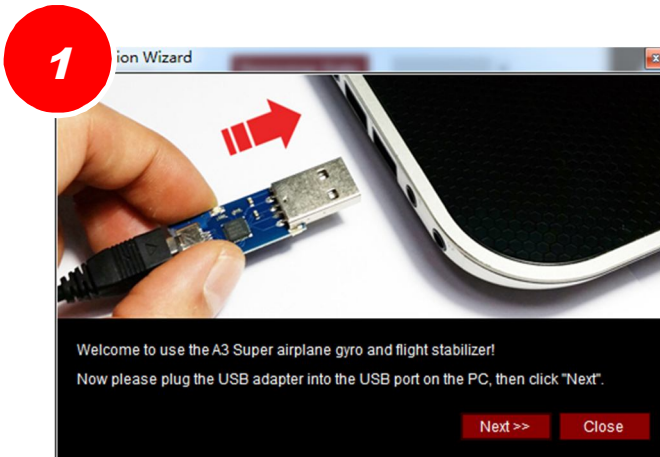 1
ion Wizard
Welcome to use the A3 Super airplane gyro and flight stabilizer!
Now please plug the USB adapter into the USB port on the PC, then click "Next".
Next >>
Close